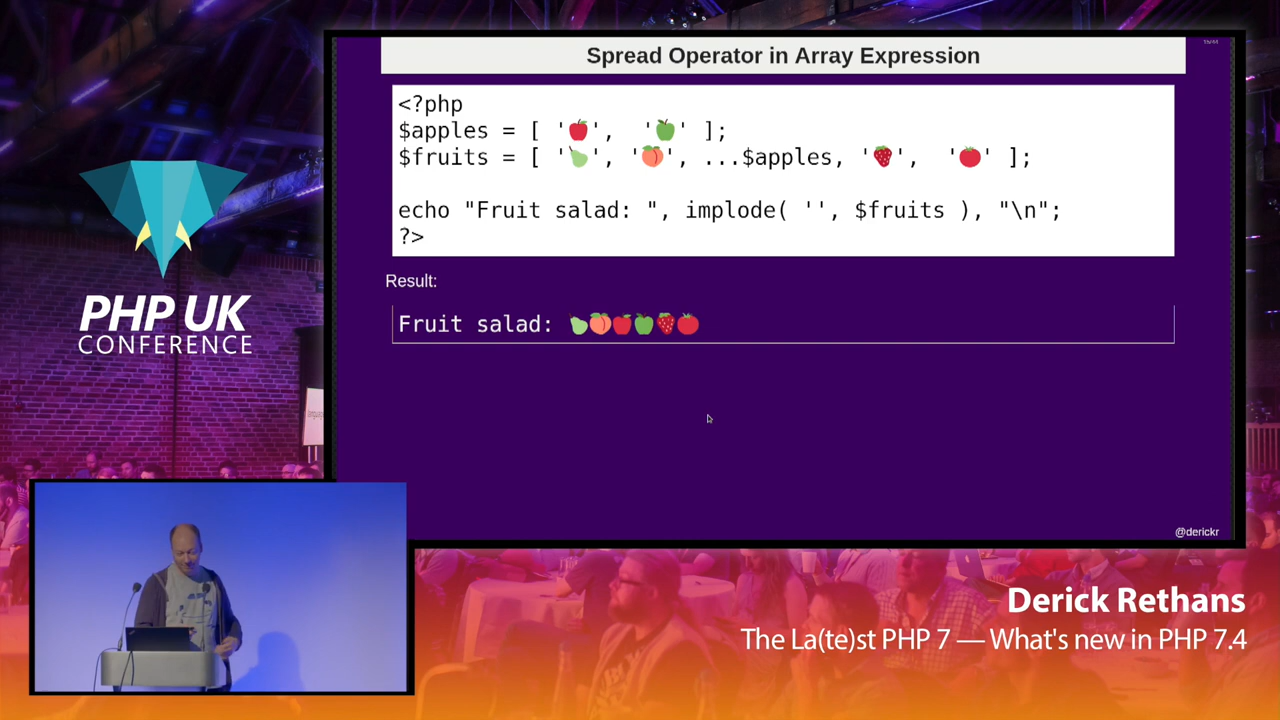 Spread Operator in Array Expression
<?php
$apples = [ '🍎', '🍏' ];
$fruits = [ '🍐', '🍑', ...$apples, '🍓', '🍅' ];
echo "Fruit salad: ", implode( '', $fruits ), "\n";
?>
Result:
Fruit salad: 🍐🍑🍎🍏🍓🍅
@derickr
PHP UK
CONFERENCE
Derick Rethans
The La(te)st PHP 7 — What's new in PHP 7.4